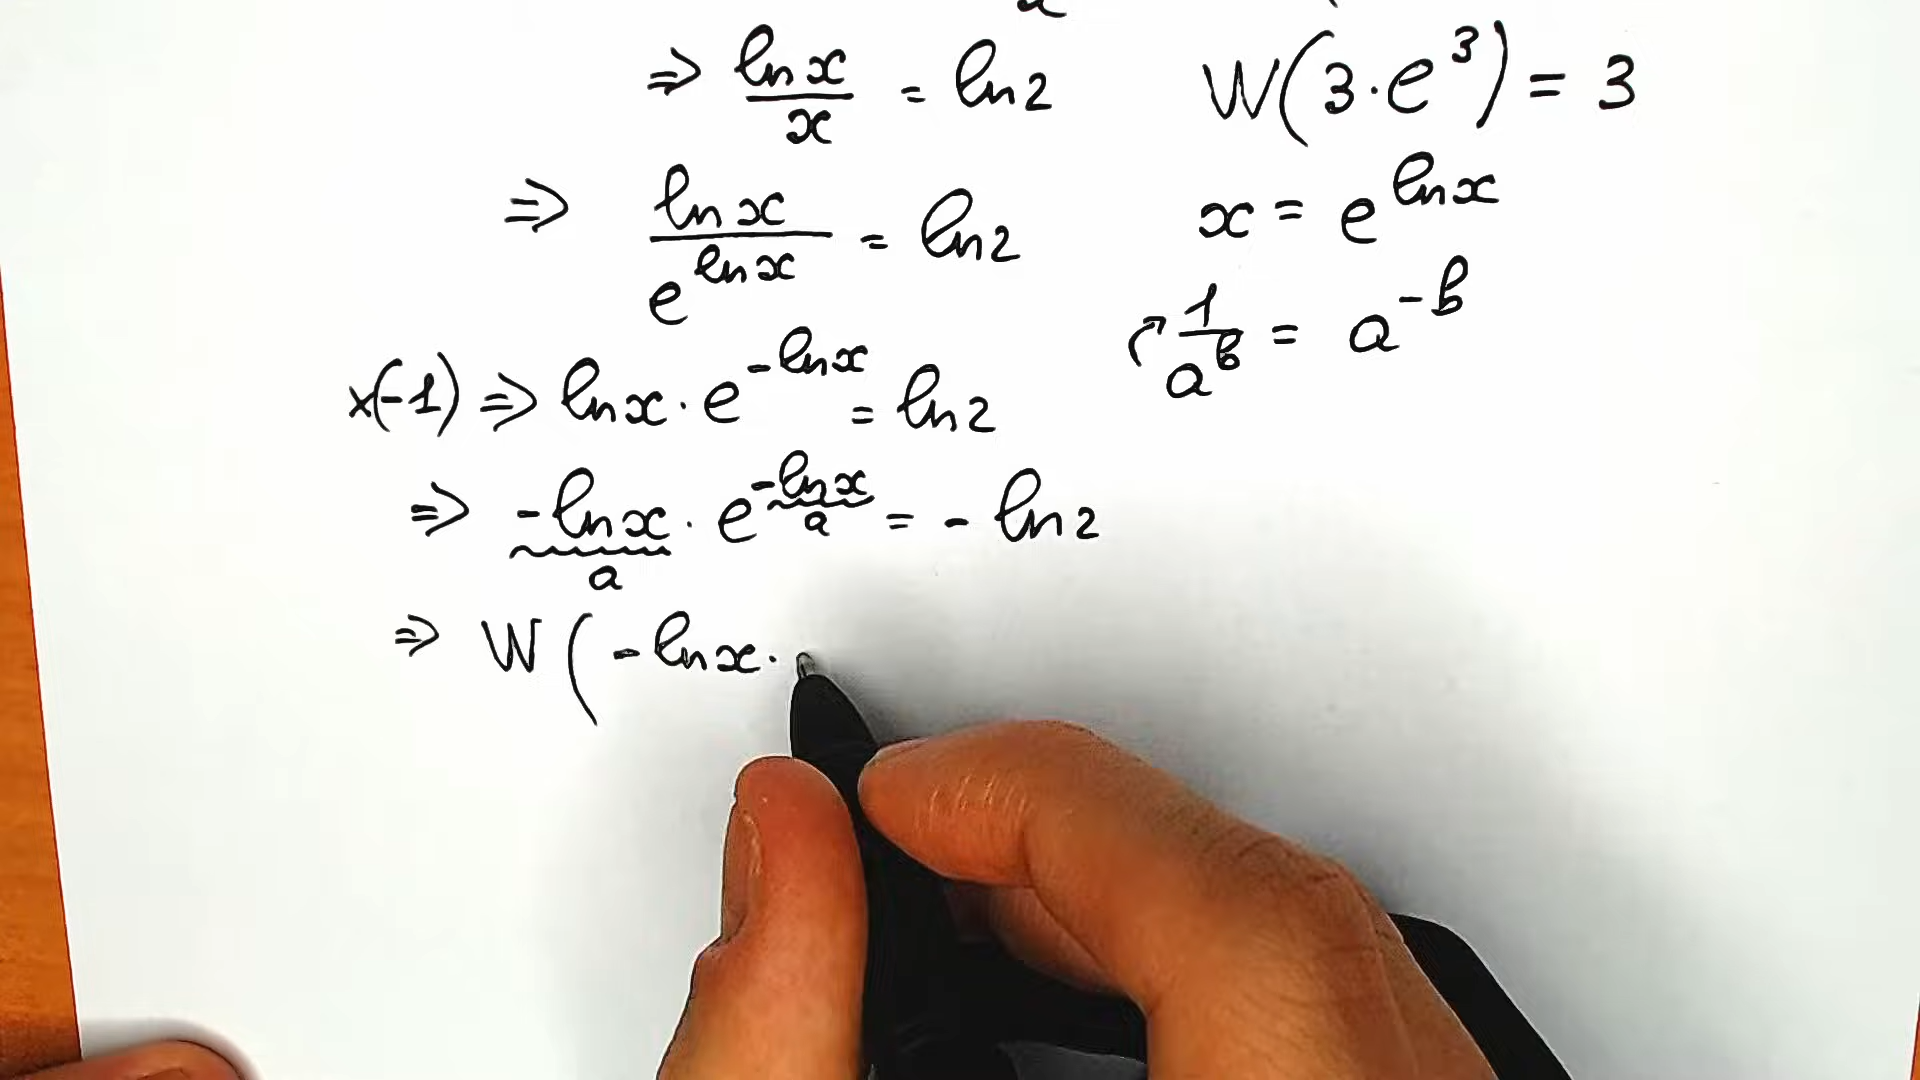 ⇒ ln x / x = ln 2
W(3·e^3) = 3
⇒ ln x / e^(ln x) = ln 2
x = e^(ln x)
1/a^b = a^(-b)
x(-1) ⇒ ln x · e^(-ln x) = ln 2
⇒ -ln x · e^(-ln x) = - ln 2
a a
⇒ W ( - ln x ·